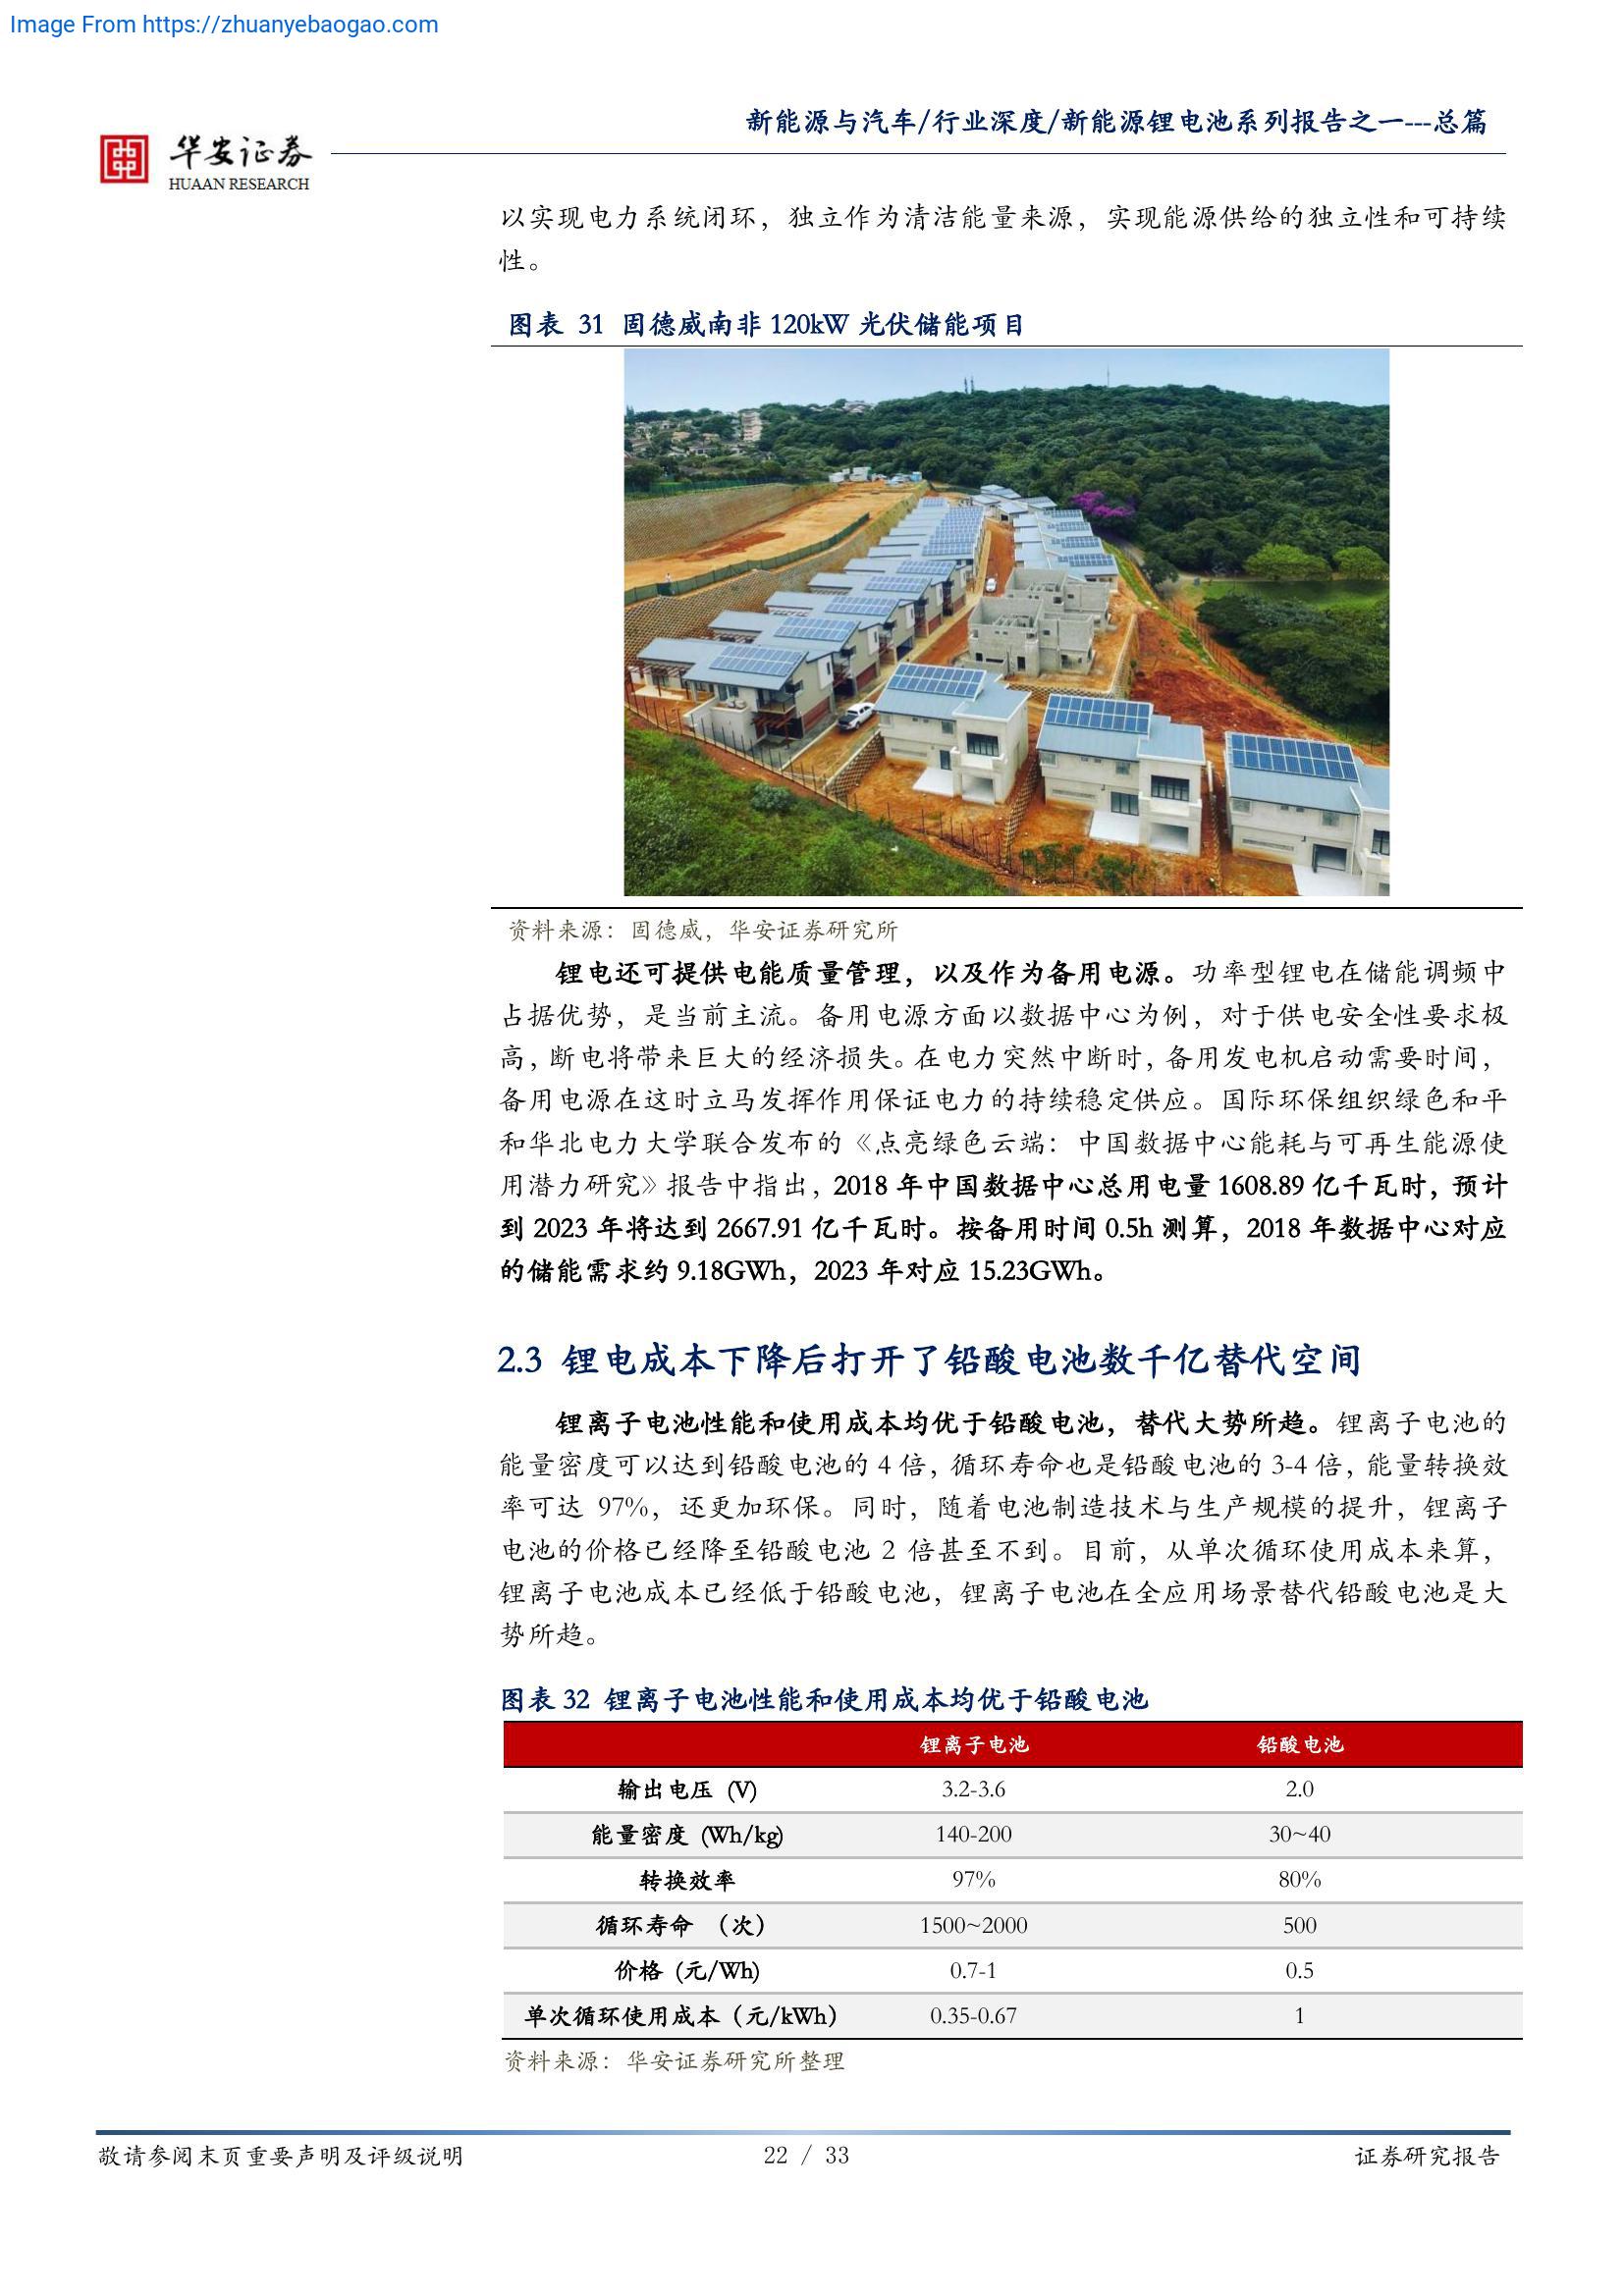 Image From https://zhuanyebaogao.com
新能源与汽车/行业深度/新能源锂电池系列报告之一---总篇
华安证券
HUAAN RESEARCH
以实现电力系统闭环，独立作为清洁能量来源，实现能源供给的独立性和可持续
性。
图表 31 固德威南非 120kW 光伏储能项目
资料来源：固德威，华安证券研究所
锂电还可提供电能质量管理，以及作为备用电源。功率型锂电在储能调频中
占据优势，是当前主流。备用电源方面以数据中心为例，对于供电安全性要求极
高，断电将带来巨大的经济损失。在电力突然中断时，备用发电机启动需要时间，
备用电源在这时立马发挥作用保证电力的持续稳定供应。国际环保组织绿色和平
和华北电力大学联合发布的《点亮绿色云端：中国数据中心能耗与可再生能源使
用潜力研究》报告中指出，2018 年中国数据中心总用电量 1608.89 亿千瓦时，预计
到 2023 年将达到 2667.91 亿千瓦时。按备用时间 0.5h 测算，2018 年数据中心对应
的储能需求约 9.18GWh，2023 年对应 15.23GWh。
2.3 锂电成本下降后打开了铅酸电池数千亿替代空间
锂离子电池性能和使用成本均优于铅酸电池，替代大势所趋。锂离子电池的
能量密度可以达到铅酸电池的 4 倍，循环寿命也是铅酸电池的 3-4 倍，能量转换效
率可达 97%，还更加环保。同时，随着电池制造技术与生产规模的提升，锂离子
电池的价格已经降至铅酸电池 2 倍甚至不到。目前，从单次循环使用成本来算，
锂离子电池成本已经低于铅酸电池，锂离子电池在全应用场景替代铅酸电池是大
势所趋。
图表 32 锂离子电池性能和使用成本均优于铅酸电池
锂离子电池 铅酸电池
输出电压 (V) 3.2-3.6 2.0
能量密度 (Wh/kg) 140-200 30~40
转换效率 97% 80%
循环寿命 （次） 1500~2000 500
价格 (元/Wh) 0.7-1 0.5
单次循环使用成本（元/kWh） 0.35-0.67 1
资料来源：华安证券研究所整理
敬请参阅末页重要声明及评级说明 22 / 33 证券研究报告